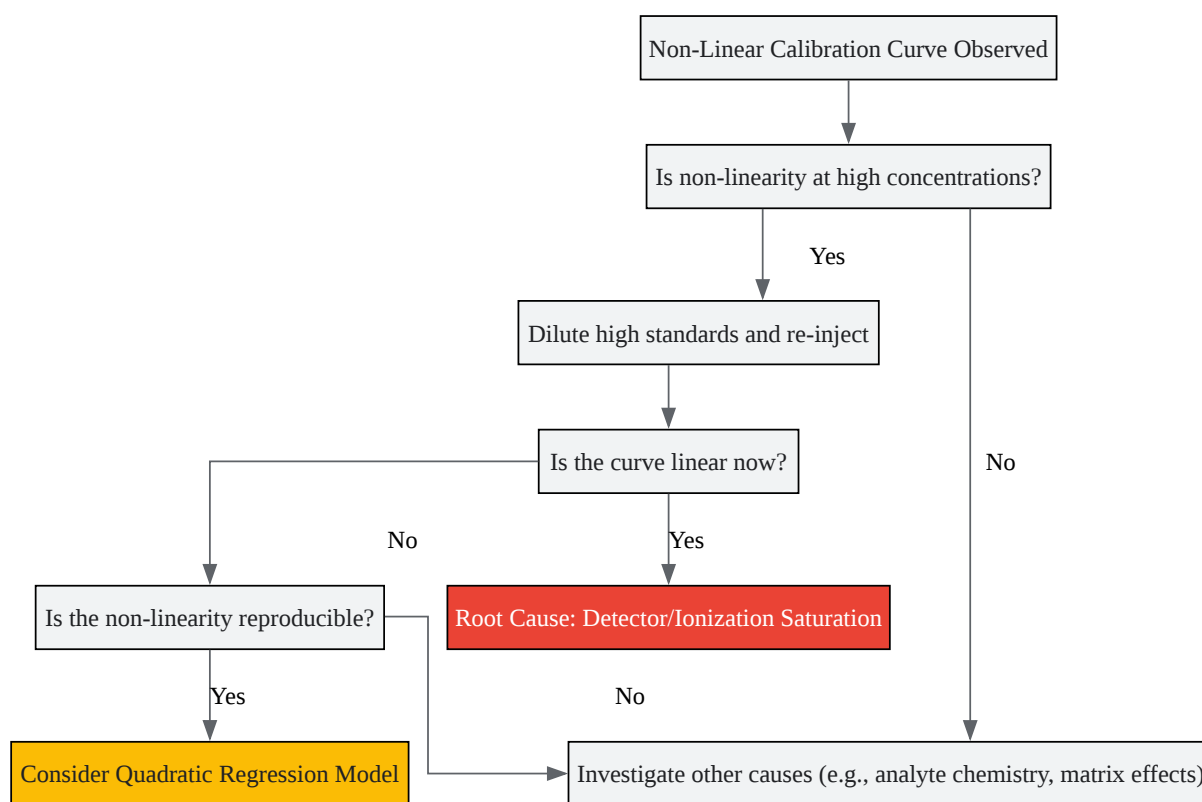 Non-Linear Calibration Curve Observed
Is non-linearity at high concentrations?
Yes
Dilute high standards and re-inject
Is the curve linear now?
No
No
Yes
Is the non-linearity reproducible?
Root Cause: Detector/Ionization Saturation
Yes
No
Consider Quadratic Regression Model
Investigate other causes (e.g., analyte chemistry, matrix effects)